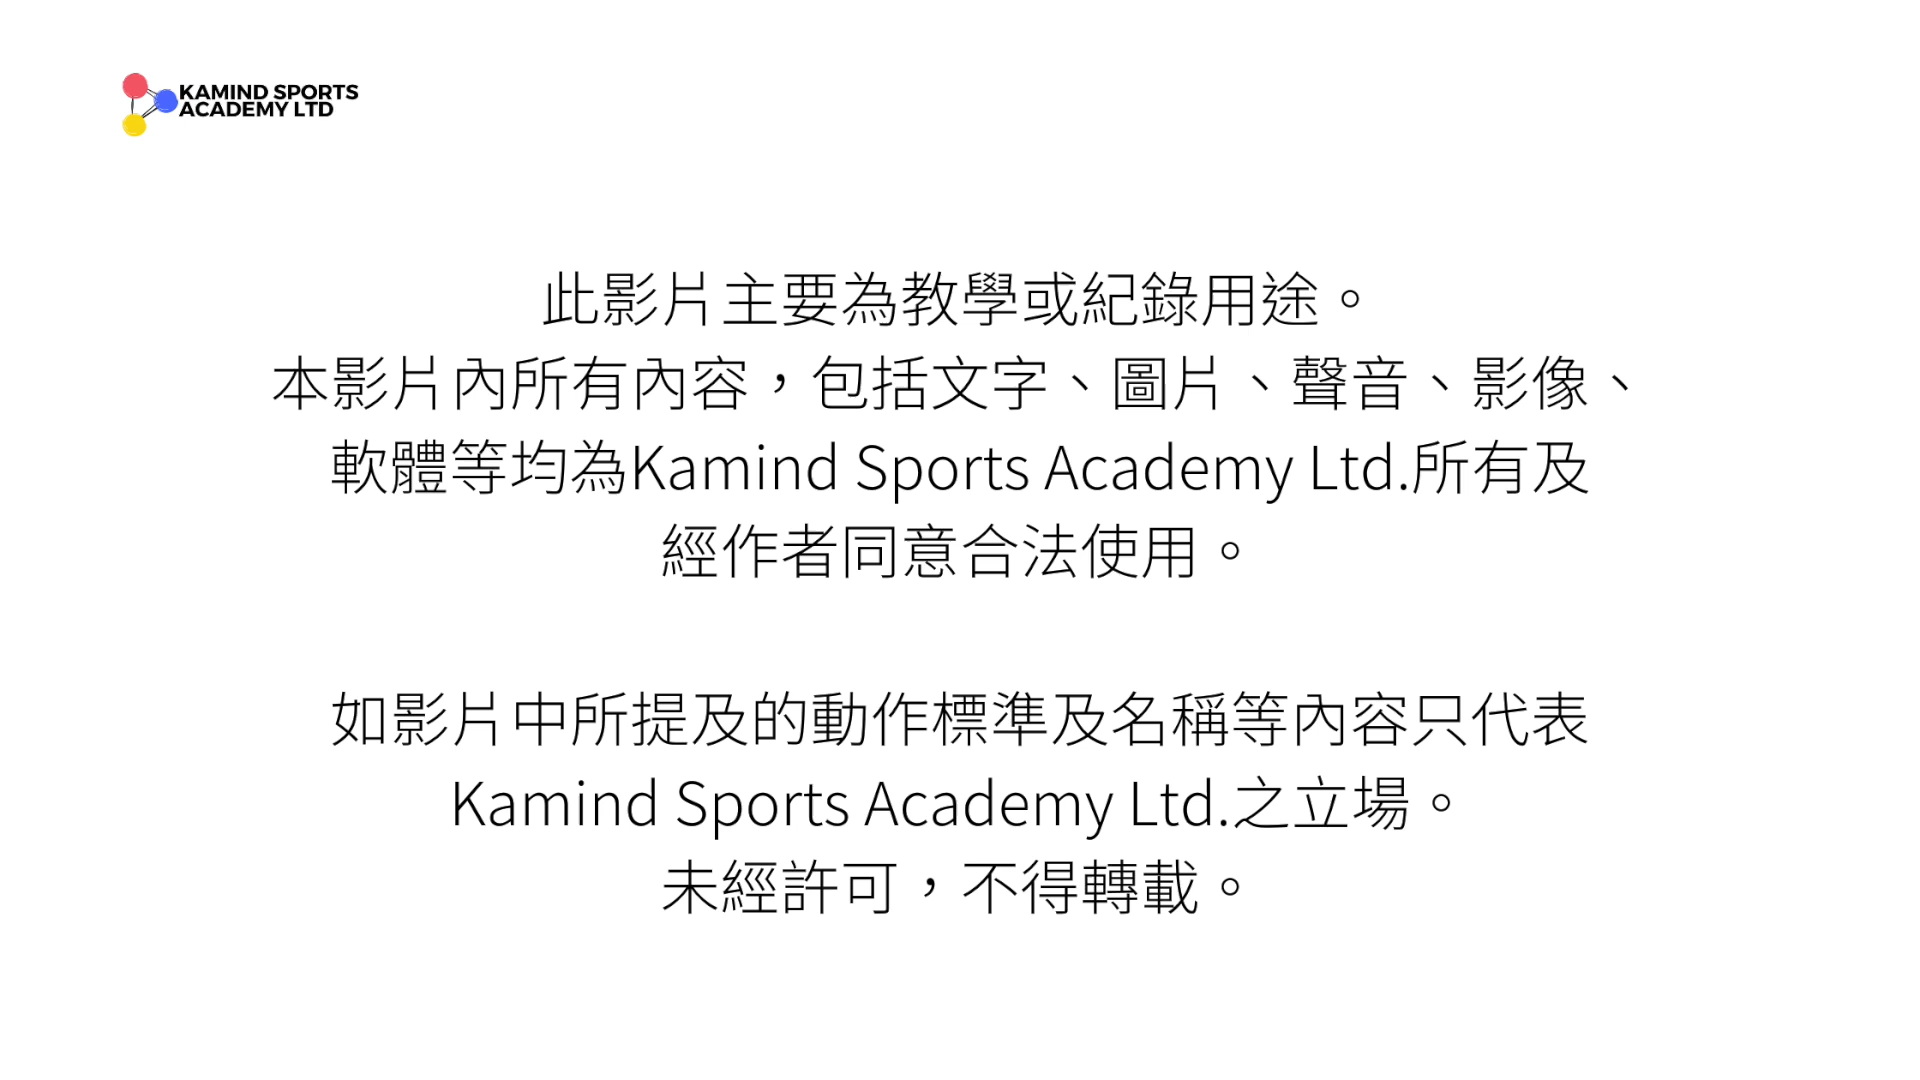 KAMIND SPORTS
ACADEMY LTD
此影片主要為教學或紀錄用途。
本影片內所有內容，包括文字、圖片、聲音、影像、
軟體等均為Kamind Sports Academy Ltd.所有及
經作者同意合法使用。
如影片中所提及的動作標準及名稱等內容只代表
Kamind Sports Academy Ltd.之立場。
未經許可，不得轉載。